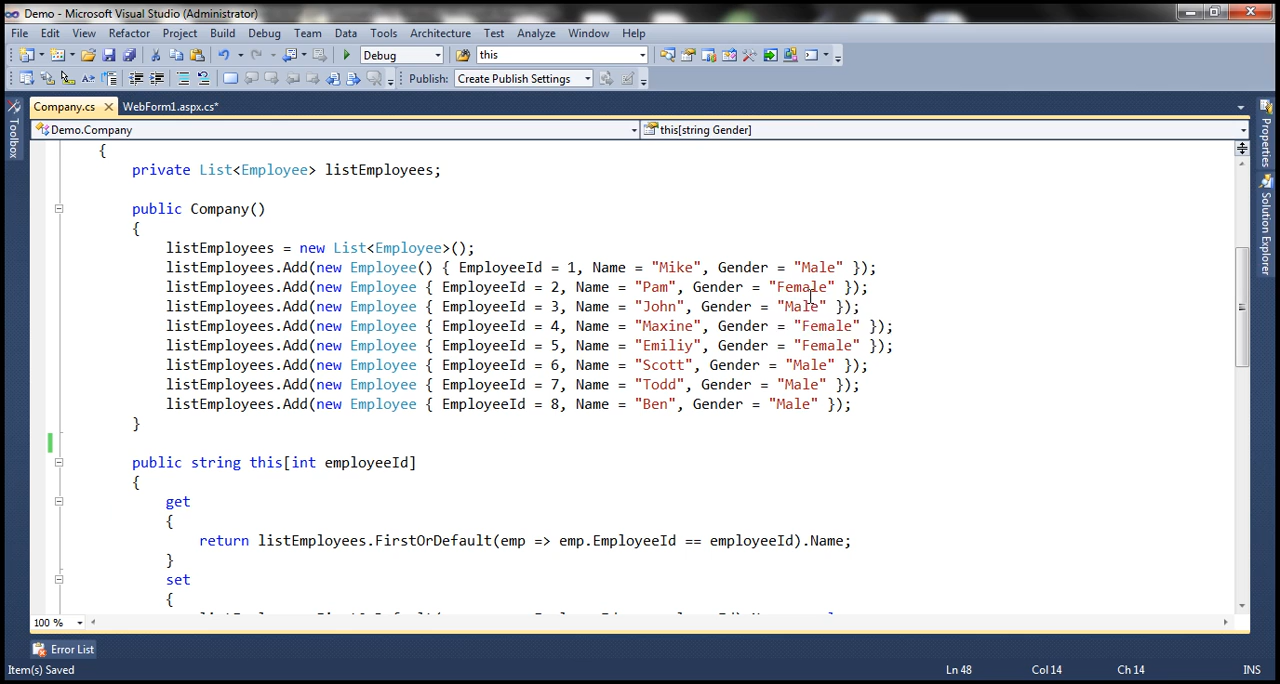 Demo - Microsoft Visual Studio (Administrator)
File Edit View Refactor Project Build Debug Team Data Tools Architecture Test Analyze Window Help
Debug this
Publish: Create Publish Settings
Company.cs WebForm1.aspx.cs*
Toolbox
Demo.Company this[string Gender]
Properties
Solution Explorer
{
private List<Employee> listEmployees;
public Company()
{
listEmployees = new List<Employee>();
listEmployees.Add(new Employee() { EmployeeId = 1, Name = "Mike", Gender = "Male" });
listEmployees.Add(new Employee { EmployeeId = 2, Name = "Pam", Gender = "Female" });
listEmployees.Add(new Employee { EmployeeId = 3, Name = "John", Gender = "Male" });
listEmployees.Add(new Employee { EmployeeId = 4, Name = "Maxine", Gender = "Female" });
listEmployees.Add(new Employee { EmployeeId = 5, Name = "Emiliy", Gender = "Female" });
listEmployees.Add(new Employee { EmployeeId = 6, Name = "Scott", Gender = "Male" });
listEmployees.Add(new Employee { EmployeeId = 7, Name = "Todd", Gender = "Male" });
listEmployees.Add(new Employee { EmployeeId = 8, Name = "Ben", Gender = "Male" });
}
public string this[int employeeId]
{
get
{
return listEmployees.FirstOrDefault(emp => emp.EmployeeId == employeeId).Name;
}
set
{
100 %
Error List
Item(s) Saved Ln 48 Col 14 Ch 14 INS